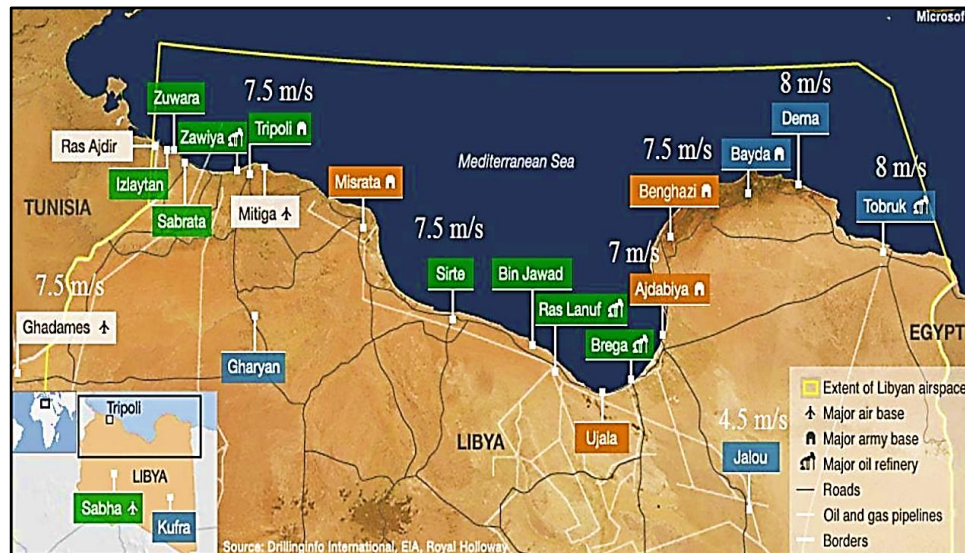 Microsof
Zuwara
7.5 m/s
8 m/s
Zawiya
Tripoli
Derna
Ras Ajdir
Mediterranean Sea
7.5 m/s
Bayda
8 m/s
Izlaytan
Misrata
Benghazi
TUNISIA
Sabrata
Mitiga
Tobruk
7.5 m/s
7 m/s
Sirte
Bin Jawad
Ajdabiya
7.5 m/s
Ras Lanuf
EGYPT
Ghadames
Brega
Gharyan
Extent of Libyan airspace
Tripoli
Major air base
4.5 m/s
Major army base
LIBYA
Ujala
Jalou
Major oil refinery
LIBYA
Roads
Sabha
Kufra
Oil and gas pipelines
Source: DrillingInfo International, EIA, Royal Holloway
Borders